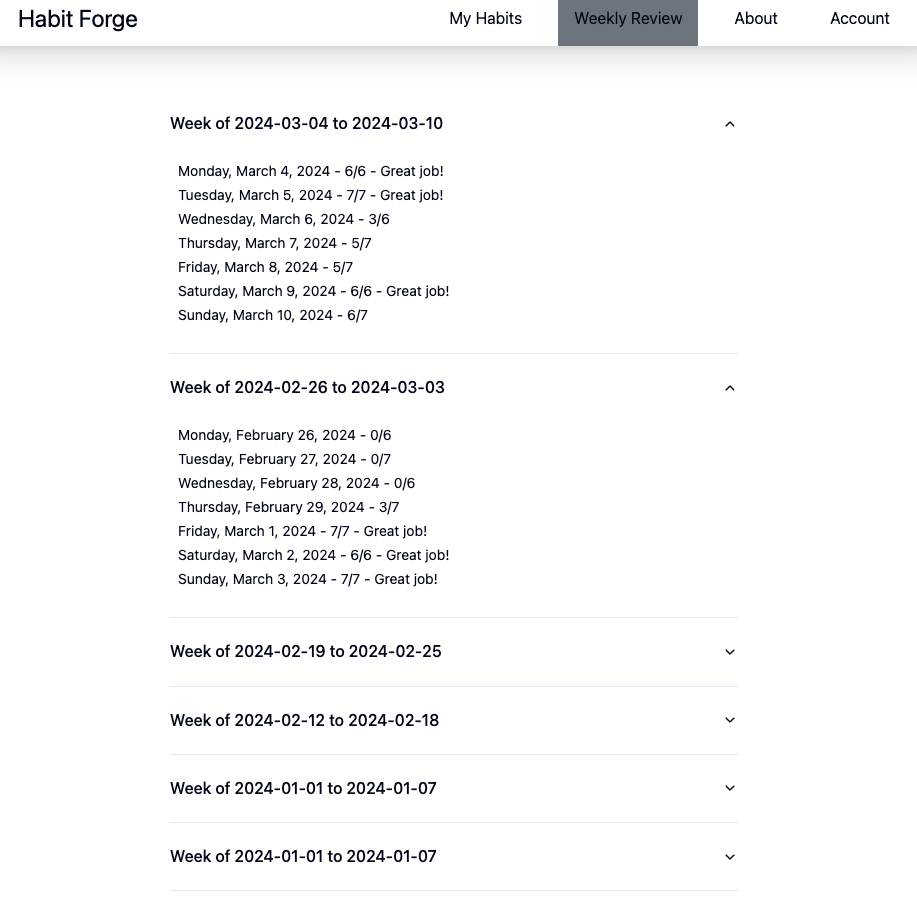 Habit Forge
My Habits
Weekly Review
About
Account
Week of 2024-03-04 to 2024-03-10
Monday, March 4, 2024 - 6/6 - Great job!
Tuesday, March 5, 2024 - 7/7 - Great job!
Wednesday, March 6, 2024 - 3/6
Thursday, March 7, 2024 - 5/7
Friday, March 8, 2024 - 5/7
Saturday, March 9, 2024 - 6/6 - Great job!
Sunday, March 10, 2024 - 6/7
Week of 2024-02-26 to 2024-03-03
Monday, February 26, 2024 - 0/6
Tuesday, February 27, 2024 - 0/7
Wednesday, February 28, 2024 - 0/6
Thursday, February 29, 2024 - 3/7
Friday, March 1, 2024 - 7/7 - Great job!
Saturday, March 2, 2024 - 6/6 - Great job!
Sunday, March 3, 2024 - 7/7 - Great job!
Week of 2024-02-19 to 2024-02-25
Week of 2024-02-12 to 2024-02-18
Week of 2024-01-01 to 2024-01-07
Week of 2024-01-01 to 2024-01-07